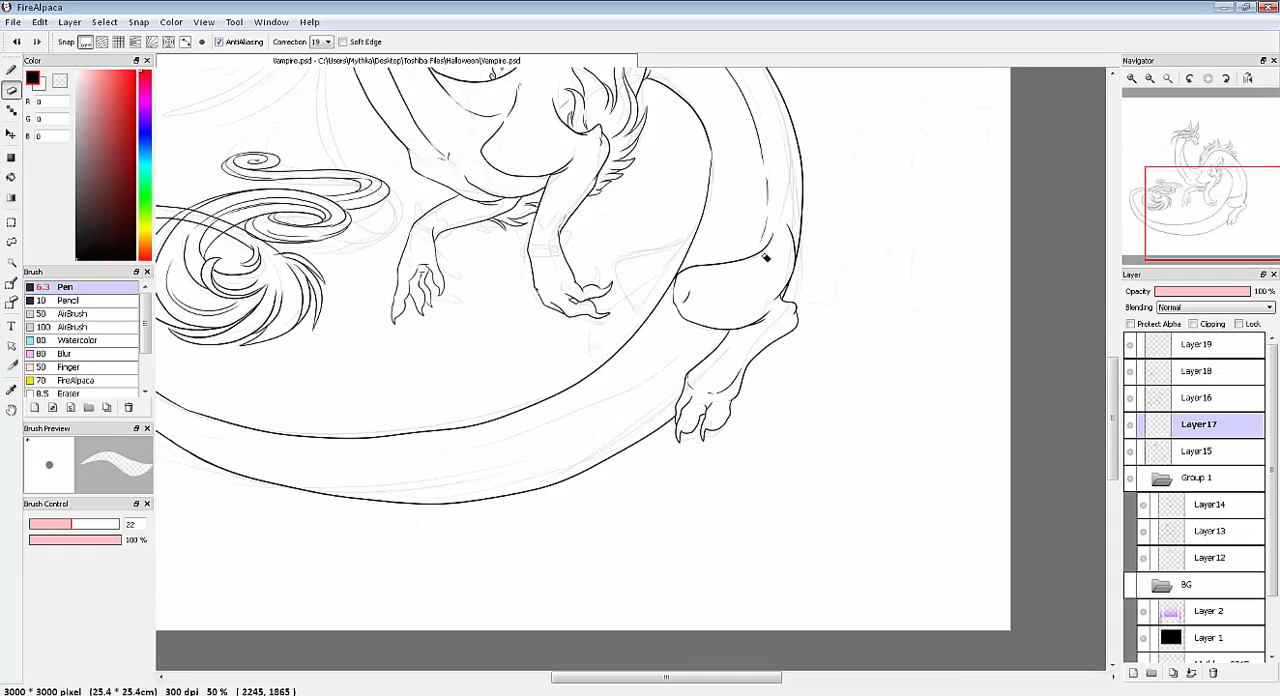 FireAlpaca
File Edit Layer Snap Color View Tool Window Help
Snap OFF AntiAliasing Correction 19 Soft Edge
Color
Vampire.psd - C:\Users\Mythka\Desktop\Toshiba Files\Halloween\Vampire.psd
Navigator
R 0
G 0
B 0
Brush
6.3 Pen
10 Pencil
50 AirBrush
100 AirBrush
80 Watercolor
80 Blur
50 Finger
70 FireAlpaca
8.5 Eraser
Brush Preview
Brush Control
22
100 %
Layer
Opacity 100 %
Blending Normal
Protect Alpha Clipping Lock
Layer19
Layer18
Layer16
Layer17
Layer15
Group 1
Layer14
Layer13
Layer12
BG
Layer 2
Layer 1
3000 * 3000 pixel (25.4 * 25.4cm) 300 dpi 50 % ( 2245, 1865 )